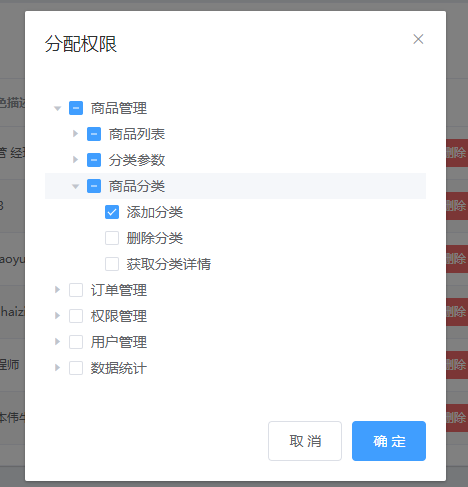 分配权限
商品管理
商品列表
分类参数
商品分类
添加分类
删除分类
获取分类详情
订单管理
权限管理
用户管理
数据统计
取 消
确 定
色描述
管 经理
删除
3
删除
aoyu
删除
haizi
删除
程师
删除
本伟牛
删除